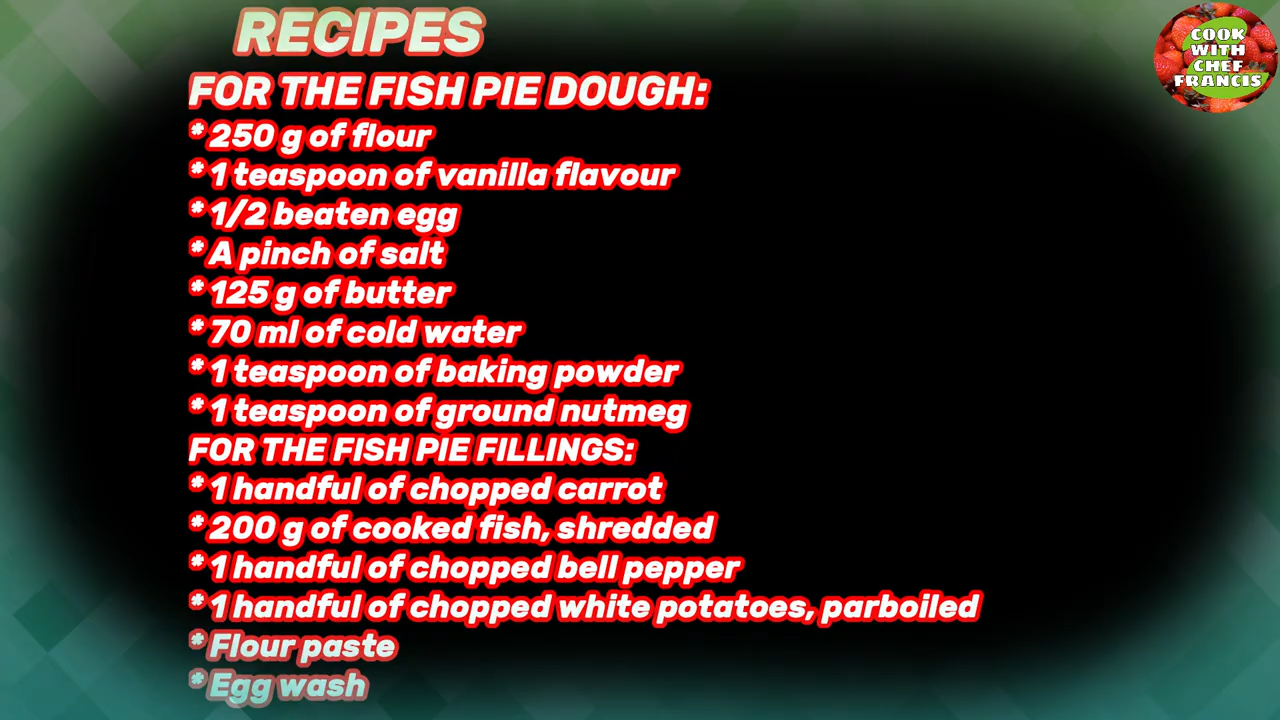 RECIPES
FOR THE FISH PIE DOUGH:
* 250 g of flour
* 1 teaspoon of vanilla flavour
* 1/2 beaten egg
* A pinch of salt
* 125 g of butter
* 70 ml of cold water
* 1 teaspoon of baking powder
* 1 teaspoon of ground nutmeg
FOR THE FISH PIE FILLINGS:
* 1 handful of chopped carrot
* 200 g of cooked fish, shredded
* 1 handful of chopped bell pepper
* 1 handful of chopped white potatoes, parboiled
* Flour paste
* Egg wash
COOK
WITH
CHEF
FRANCIS